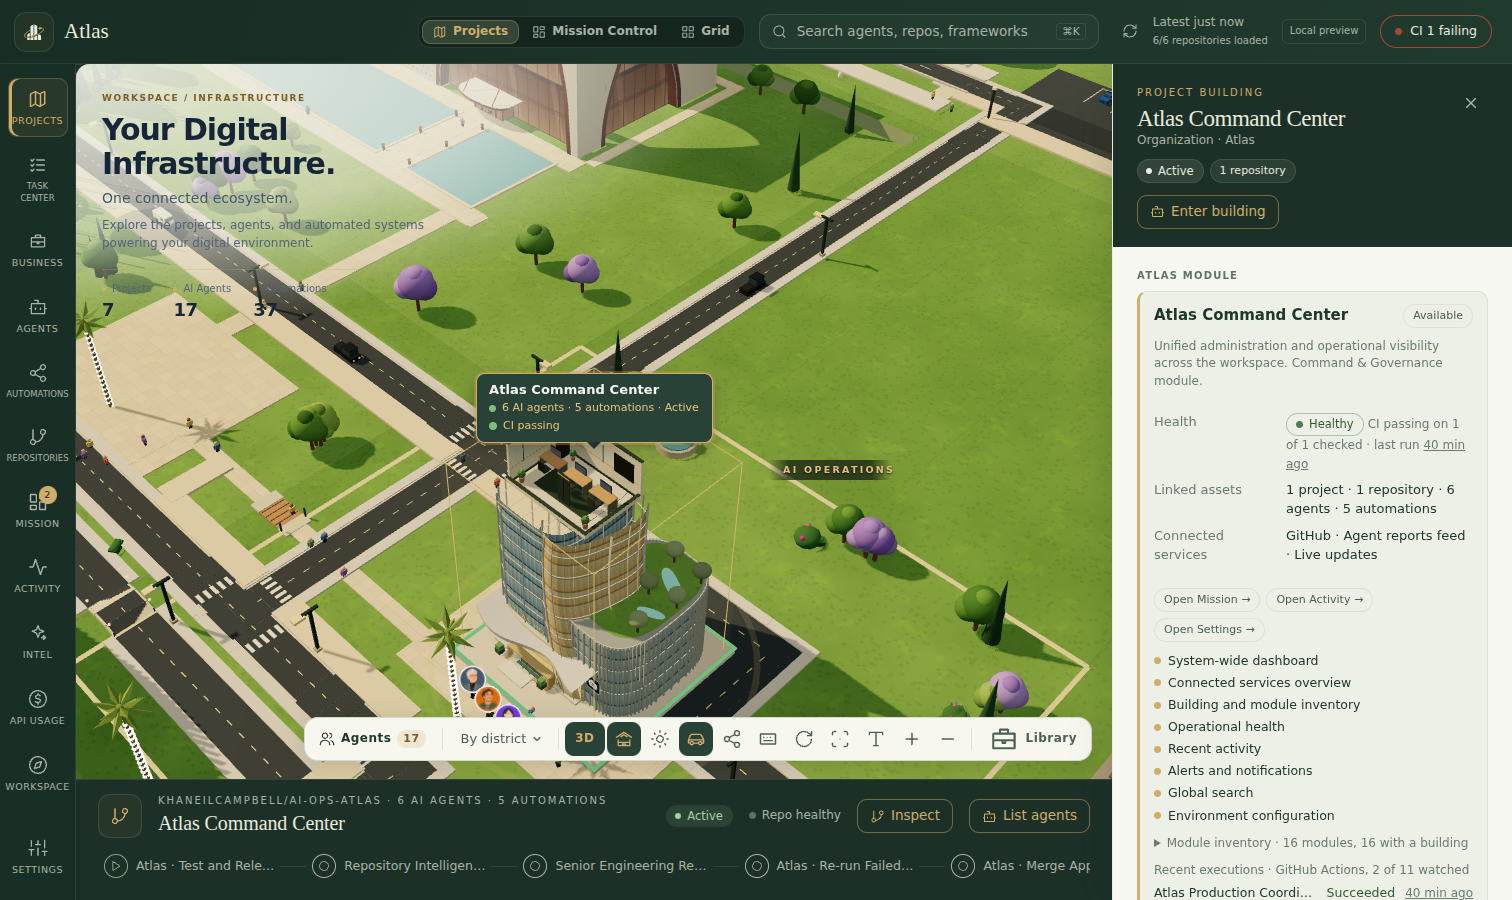 Atlas
Projects
Mission Control
Grid
Search agents, repos, frameworks
⌘K
Latest just now
6/6 repositories loaded
Local preview
CI 1 failing
PROJECTS
TASK
CENTER
BUSINESS
AGENTS
AUTOMATIONS
REPOSITORIES
2
MISSION
ACTIVITY
INTEL
API USAGE
WORKSPACE
SETTINGS
WORKSPACE / INFRASTRUCTURE
Your Digital
Infrastructure.
One connected ecosystem.
Explore the projects, agents, and automated systems
powering your digital environment.
Projects
AI Agents
7
17
37
Atlas Command Center
6 AI agents · 5 automations · Active
CI passing
AI OPERATIONS
Agents 17
By district
3D
Library
KHANEILCAMPBELL/AI-OPS-ATLAS · 6 AI AGENTS · 5 AUTOMATIONS
Atlas Command Center
Active
Repo healthy
Inspect
List agents
Atlas · Test and Rele…
Repository Intelligen…
Senior Engineering Re…
Atlas · Re-run Failed…
Atlas · Merge App
PROJECT BUILDING
Atlas Command Center
Organization · Atlas
Active
1 repository
Enter building
ATLAS MODULE
Atlas Command Center
Available
Unified administration and operational visibility
across the workspace. Command & Governance
module.
Health
Healthy CI passing on 1
of 1 checked · last run 40 min
ago
Linked assets
1 project · 1 repository · 6
agents · 5 automations
Connected
services
GitHub · Agent reports feed
· Live updates
Open Mission →
Open Activity →
Open Settings →
System-wide dashboard
Connected services overview
Building and module inventory
Operational health
Recent activity
Alerts and notifications
Global search
Environment configuration
Module inventory · 16 modules, 16 with a building
Recent executions · GitHub Actions, 2 of 11 watched
Atlas Production Coordi… Succeeded 40 min ago